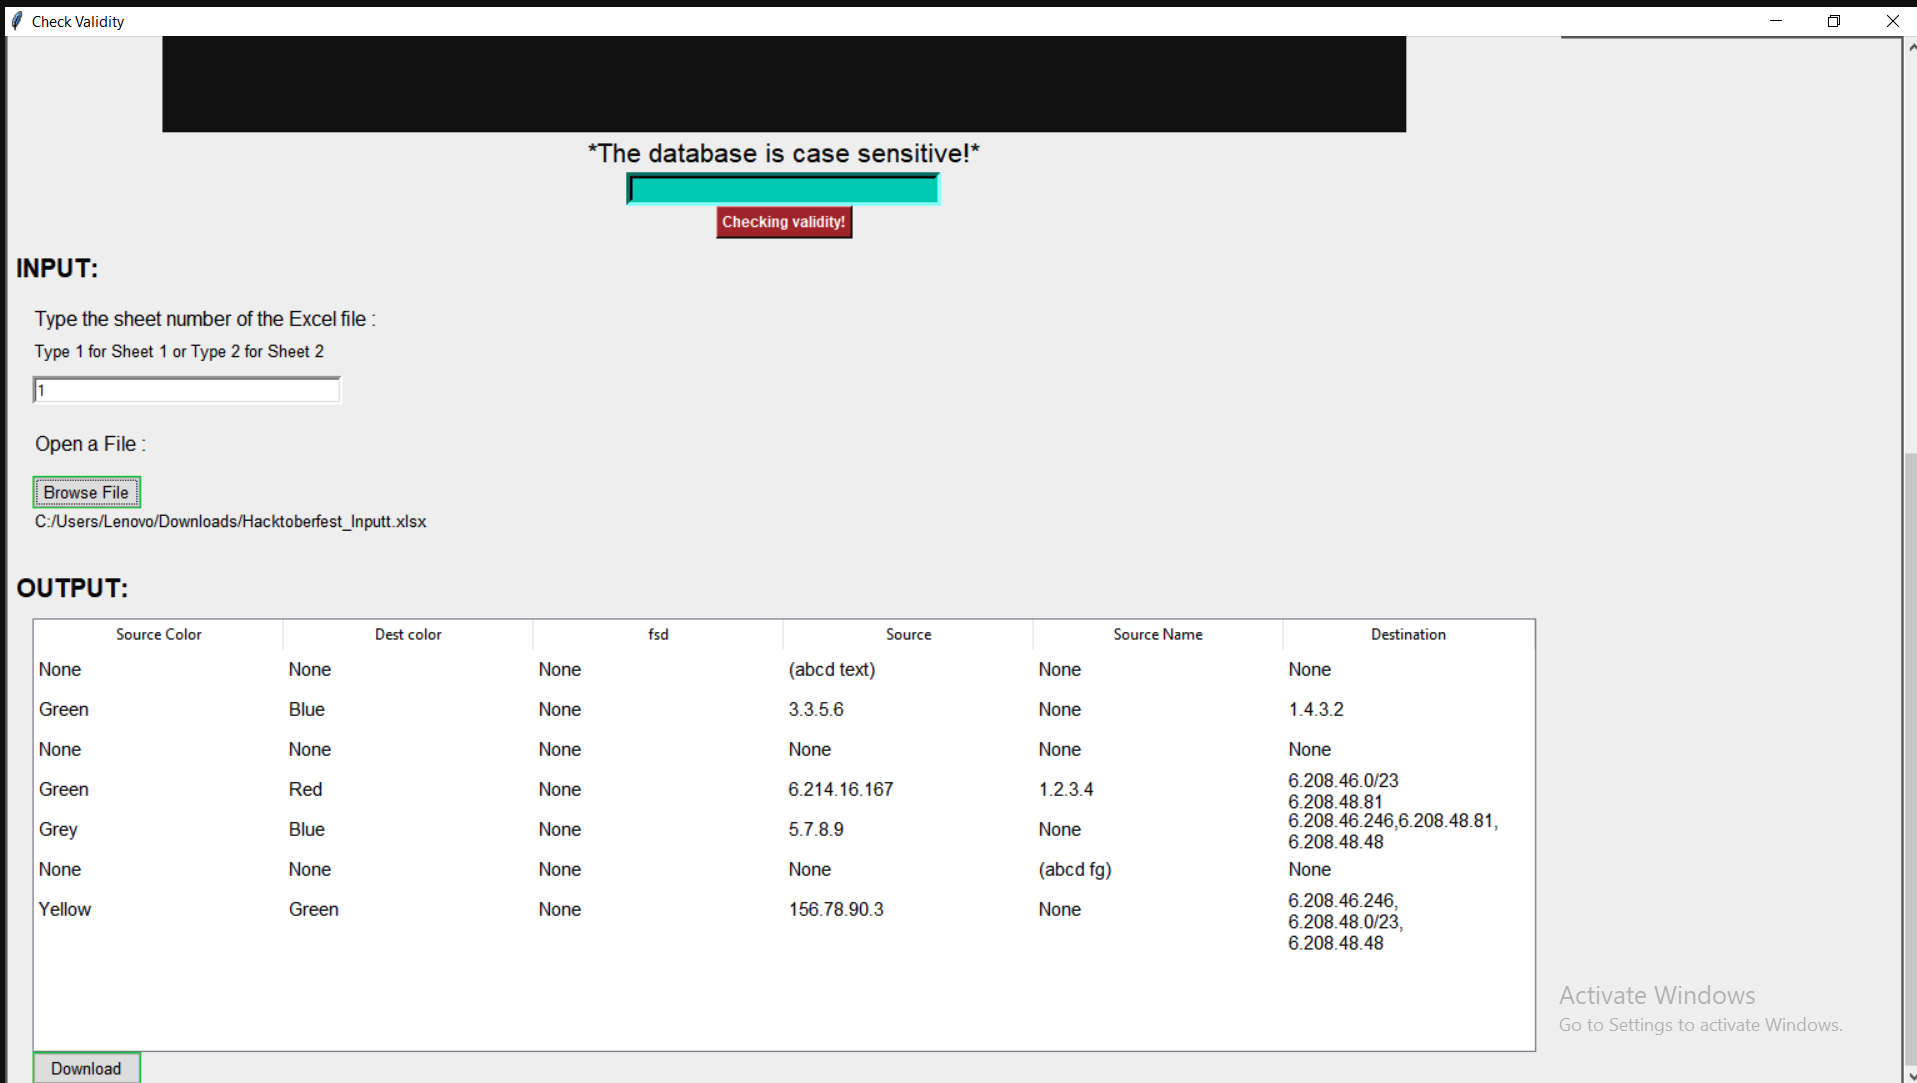 Check Validity
*The database is case sensitive!*
Checking validity!
INPUT:
Type the sheet number of the Excel file :
Type 1 for Sheet 1 or Type 2 for Sheet 2
1
Open a File :
Browse File
C:/Users/Lenovo/Downloads/Hacktoberfest_Inputt.xlsx
OUTPUT:
Source Color Dest color fsd Source Source Name Destination
None None None (abcd text) None None
Green Blue None 3.3.5.6 None 1.4.3.2
None None None None None None
Green Red None 6.214.16.167 1.2.3.4 6.208.46.0/23
6.208.48.81
Grey Blue None 5.7.8.9 None 6.208.46.246,6.208.48.81,
6.208.48.48
None None None None (abcd fg) None
Yellow Green None 156.78.90.3 None 6.208.46.246,
6.208.48.0/23,
6.208.48.48
Activate Windows
Go to Settings to activate Windows.
Download